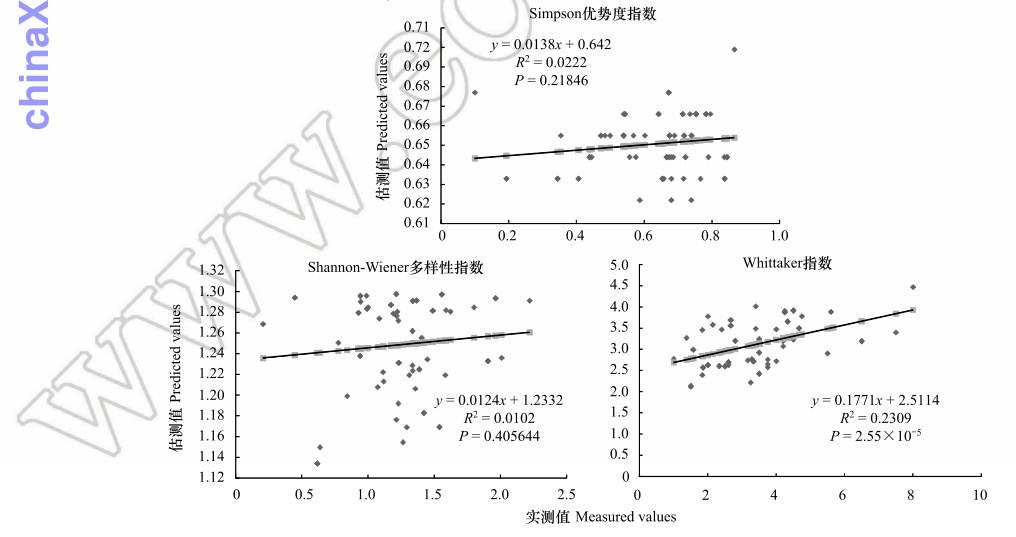 chinaX
www.eco
Simpson优势度指数
0.71
0.72
0.69
0.68
0.67
0.66
0.65
0.64
0.63
0.62
0.61
估测值 Predicted values
y = 0.0138x + 0.642
R² = 0.0222
P = 0.21846
0 0.2 0.4 0.6 0.8 1.0
Shannon-Wiener多样性指数
1.32
1.30
1.28
1.26
1.24
1.22
1.20
1.18
1.16
1.14
1.12
估测值 Predicted values
y = 0.0124x + 1.2332
R² = 0.0102
P = 0.405644
0 0.5 1.0 1.5 2.0 2.5
Whittaker指数
5.0
4.5
4.0
3.5
3.0
2.5
2.0
1.5
1.0
0.5
0
y = 0.1771x + 2.5114
R² = 0.2309
P = 2.55×10⁻⁵
0 2 4 6 8 10
实测值 Measured values